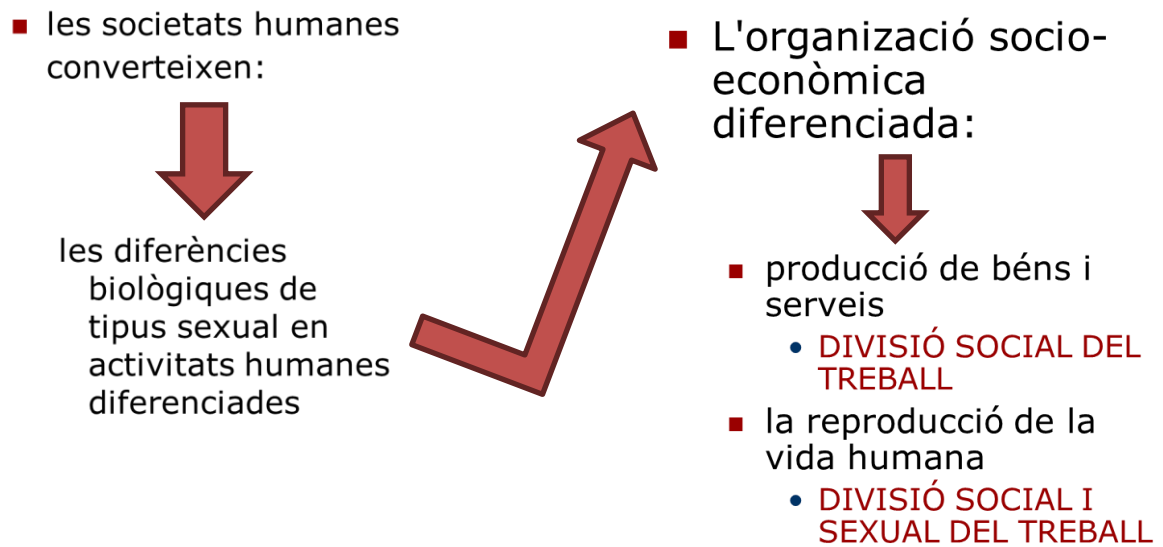 les societats humanes
converteixen:
les diferències
biològiques de
tipus sexual en
activitats humanes
diferenciades
L'organizació socio-
econòmica
diferenciada:
producció de béns i
serveis
DIVISIÓ SOCIAL DEL
TREBALL
la reproducció de la
vida humana
DIVISIÓ SOCIAL I
SEXUAL DEL TREBALL